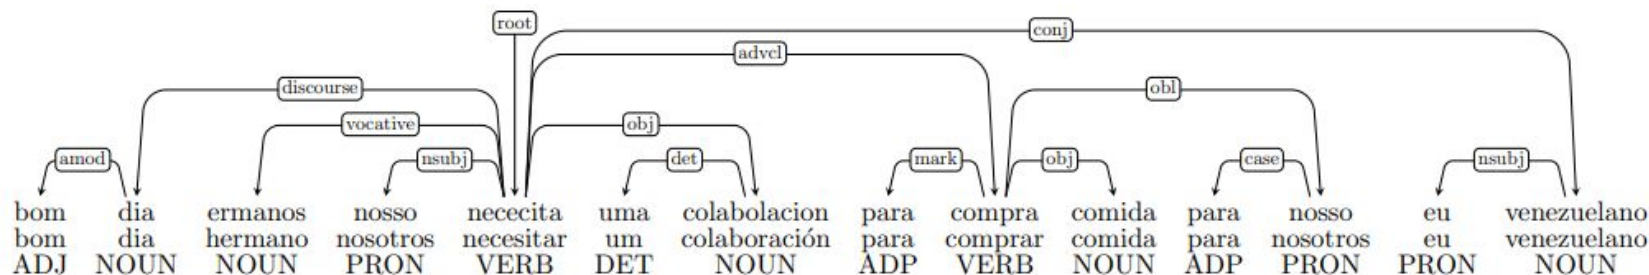 root
conj
advcl
discourse obl
vocative obj
amod nsubj det mark obj case nsubj
bom dia ermanos nosso nececita uma colabolacion para compra comida para nosso eu venezuelano
bom dia hermano nosotros necesitar um colaboración para comprar comida para nosotros eu venezuelano
ADJ NOUN NOUN PRON VERB DET NOUN ADP VERB NOUN ADP PRON PRON NOUN